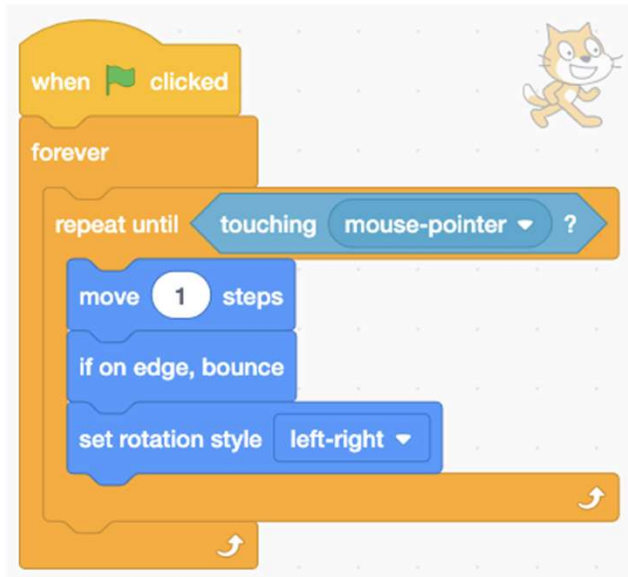 when clicked
forever
repeat until touching mouse-pointer ?
move 1 steps
if on edge, bounce
set rotation style left-right